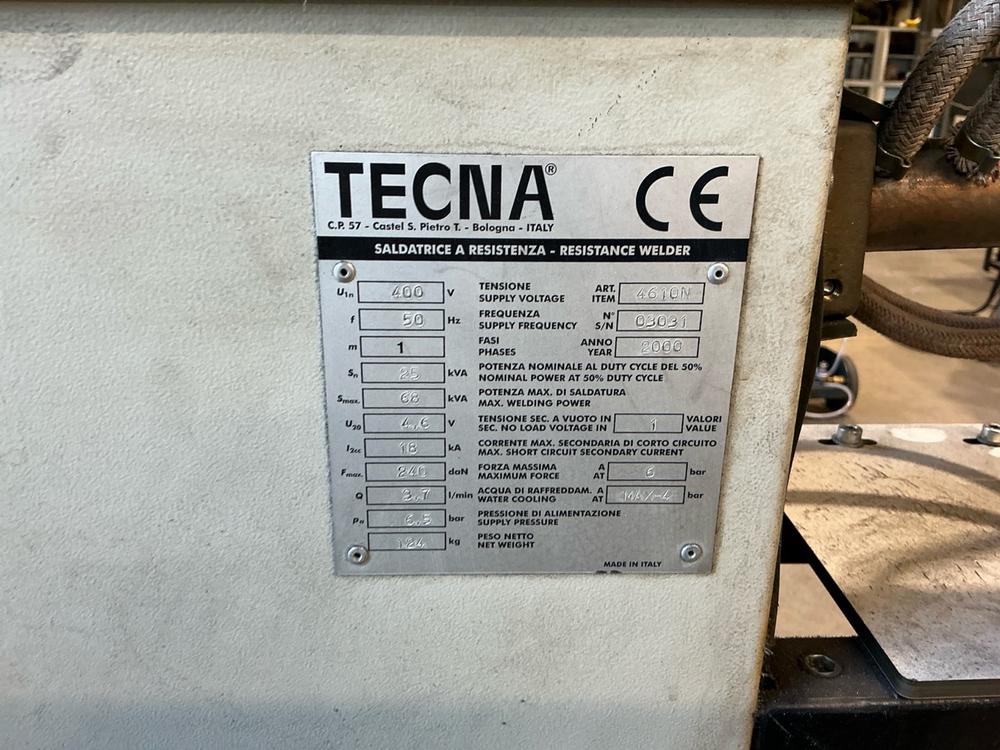 TECNA® CE
C.P. 57 - Castel S. Pietro T. - Bologna - ITALY
SALDATRICE A RESISTENZA - RESISTANCE WELDER
U1n 400 V TENSIONE SUPPLY VOLTAGE ART. ITEM 4610N
f 50 Hz FREQUENZA SUPPLY FREQUENCY N° S/N 03031
m 1 FASI PHASES ANNO YEAR 2000
Sn 25 kVA POTENZA NOMINALE AL DUTY CYCLE DEL 50% NOMINAL POWER AT 50% DUTY CYCLE
Smax. 68 kVA POTENZA MAX. DI SALDATURA MAX. WELDING POWER
U20 4,6 V TENSIONE SEC. A VUOTO IN SEC. NO LOAD VOLTAGE IN 1 VALORI VALUE
I2cc 18 kA CORRENTE MAX. SECONDARIA DI CORTO CIRCUITO MAX. SHORT CIRCUIT SECONDARY CURRENT
Fmax. 240 daN FORZA MASSIMA MAXIMUM FORCE A AT 6 bar
Q 3,7 l/min ACQUA DI RAFFREDDAM. WATER COOLING A AT MAX-4 bar
pn 6,5 bar PRESSIONE DI ALIMENTAZIONE SUPPLY PRESSURE
124 kg PESO NETTO NET WEIGHT
MADE IN ITALY